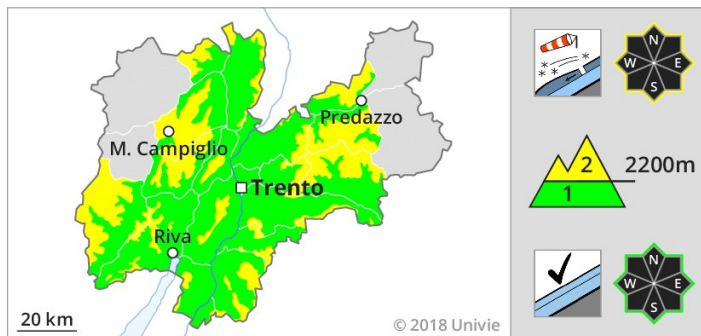 Predazzo
M. Campiglio
Trento
Riva
20 km
© 2018 Univie
N
W E
S
2 2200m
1
N
W E
S